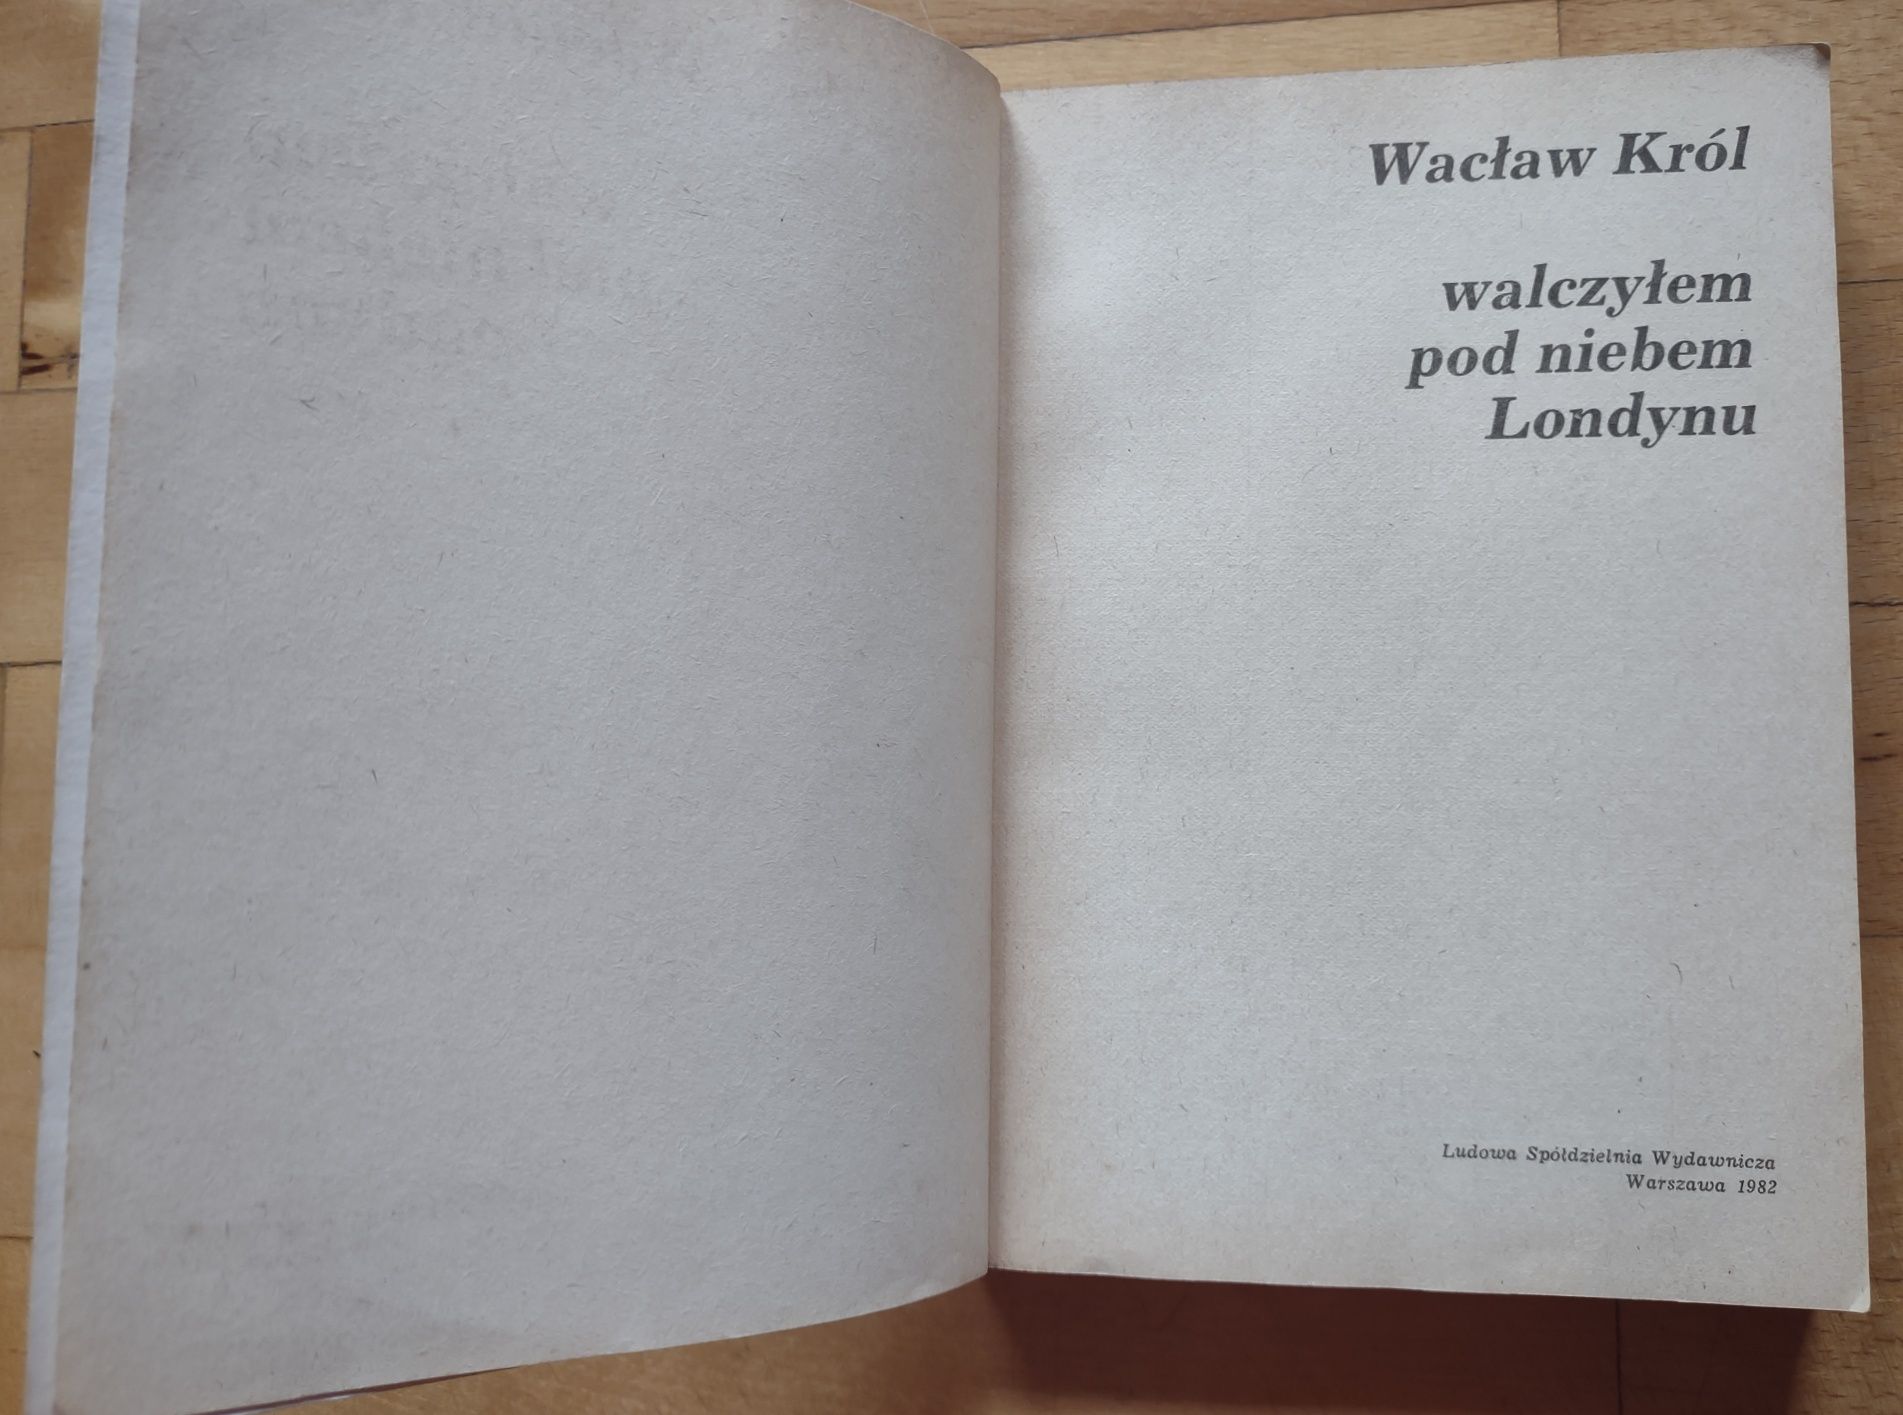 Wacław Król
walczyłem
pod niebem
Londynu
Ludowa Spółdzielnia Wydawnicza
Warszawa 1982